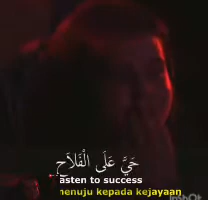 حَيَّ عَلَى الْفَلَاحِ
asten to success
menuju kepada kejayaan